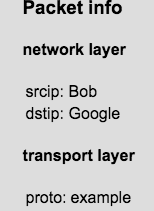 Packet info
network layer
srcip: Bob
dstip: Google
transport layer
proto: example